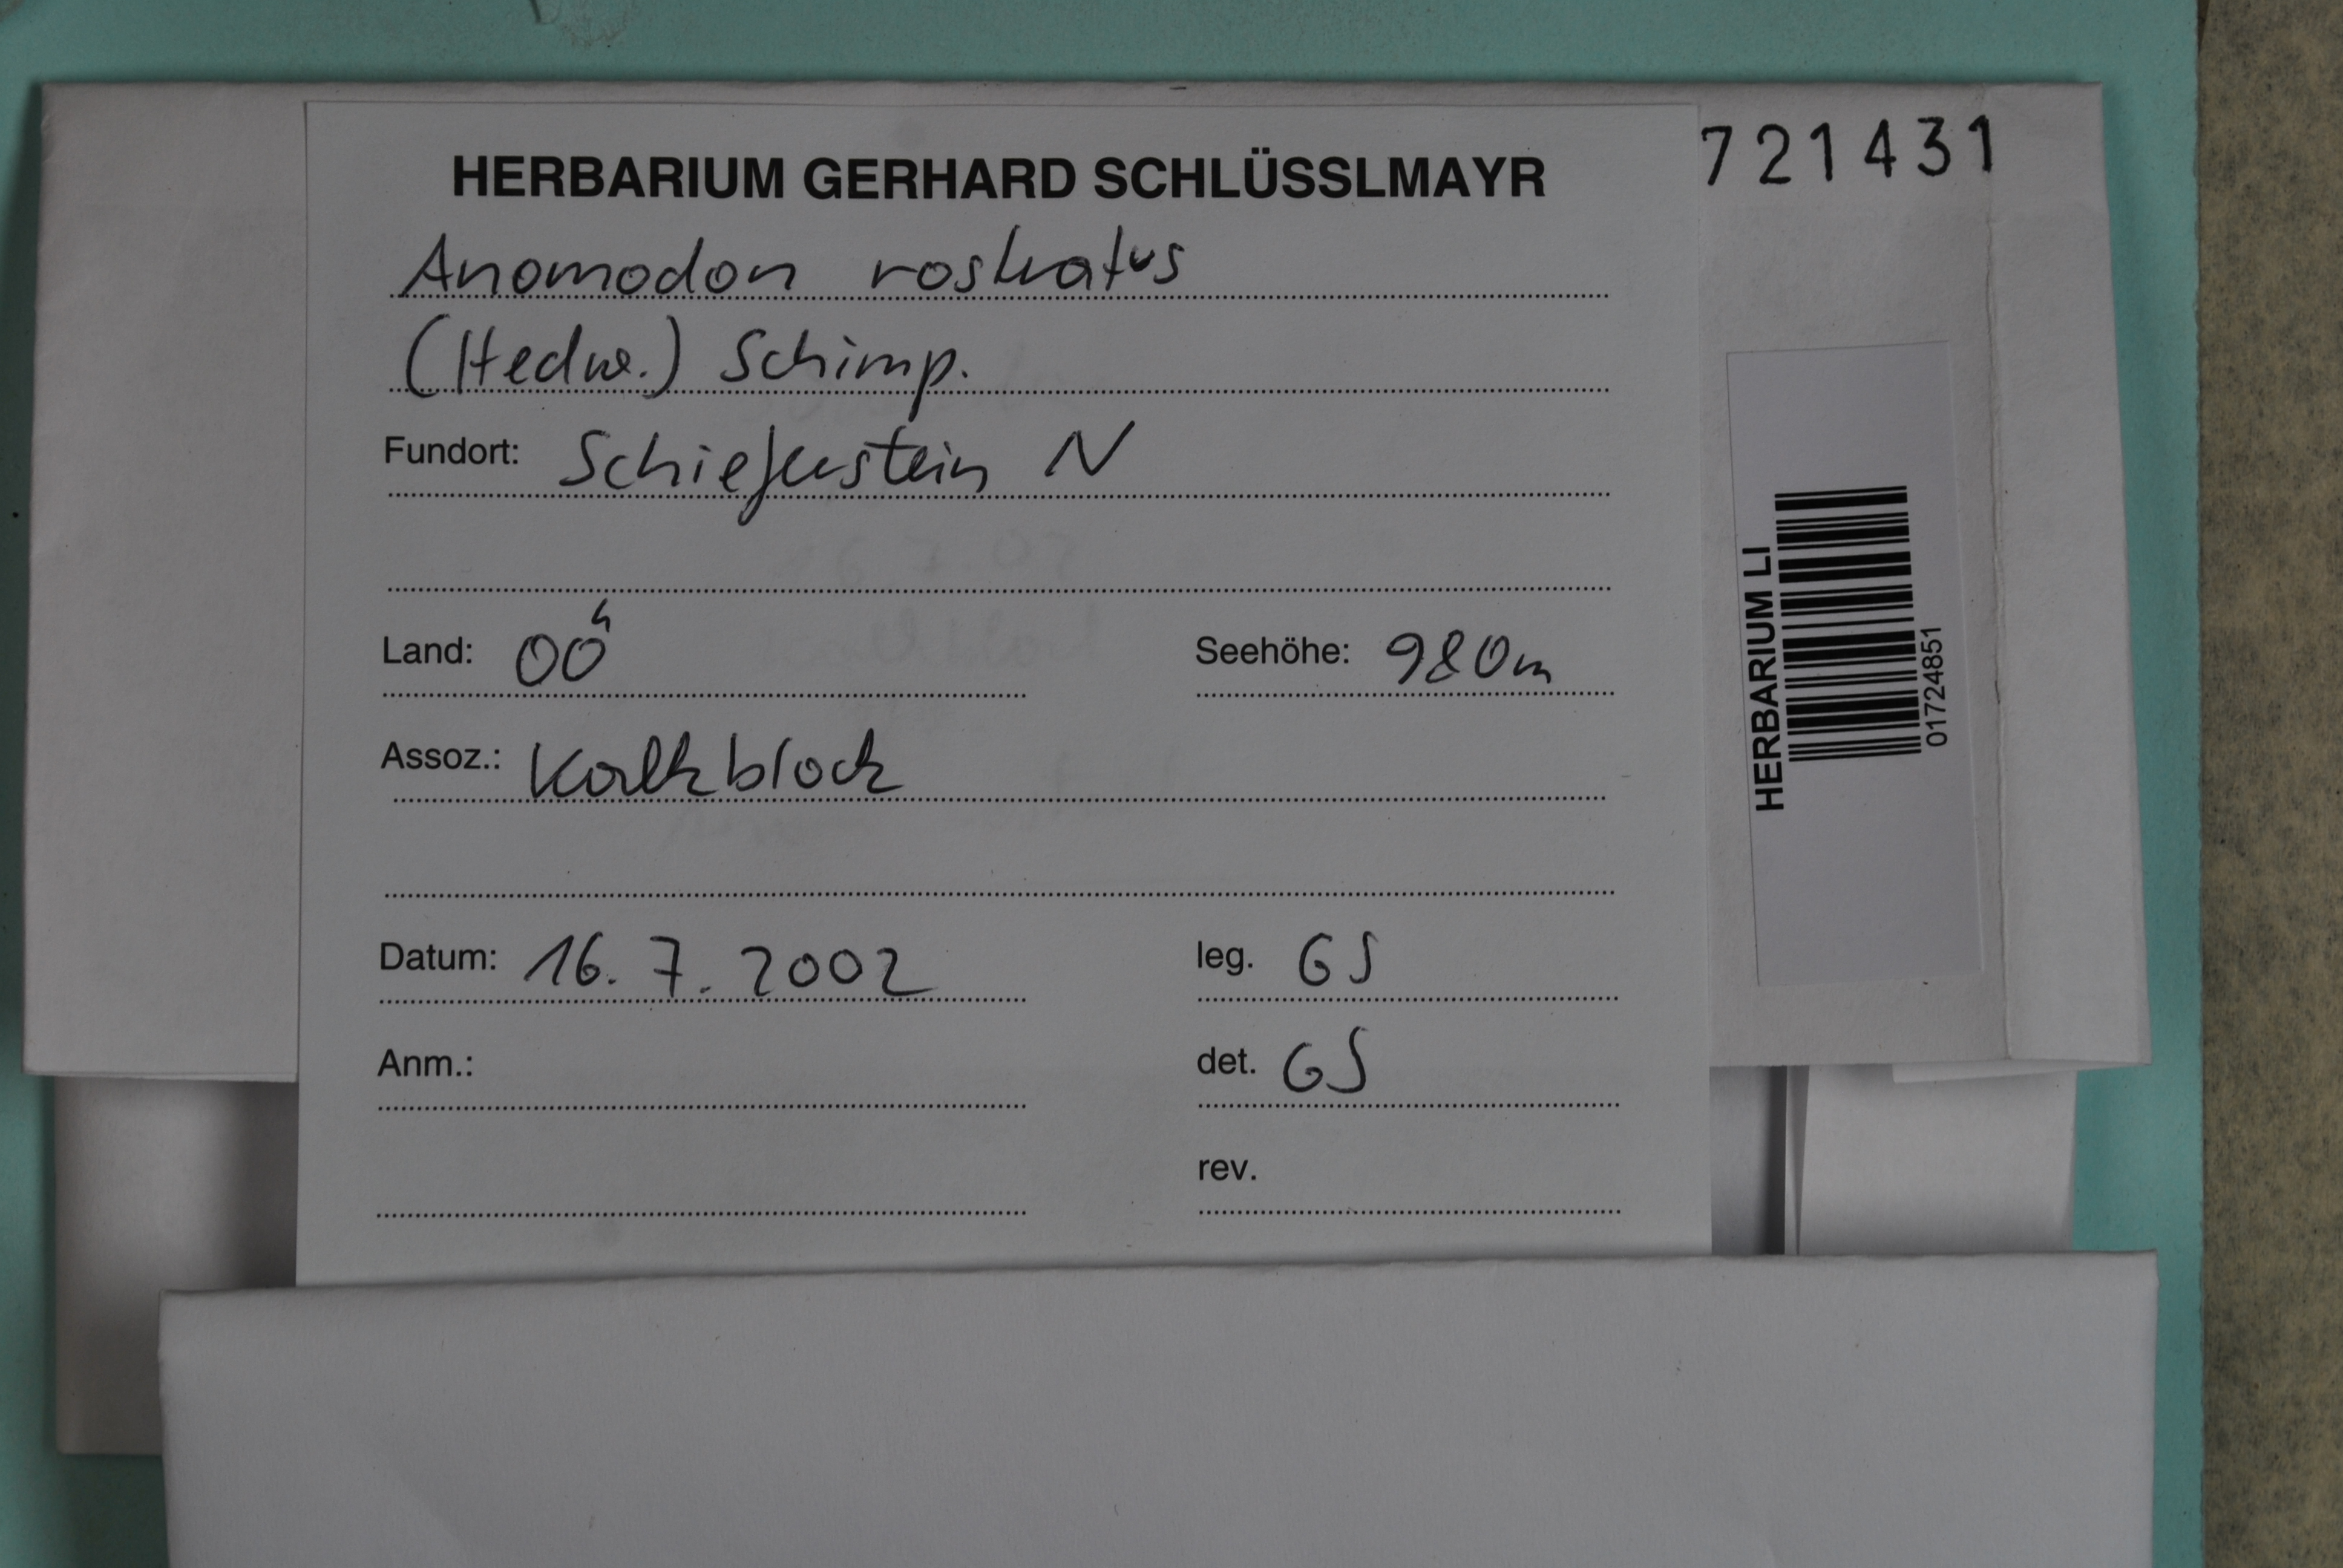 HERBARIUM GERHARD SCHLÜSSLMAYR
721431
Anomodon rostratus
(Hedw.) Schimp.
Fundort: Schieferstein N
Land: OÖ Seehöhe: 980m
Assoz.: Kalkblock
Datum: 16.7.2002 leg. GS
Anm.: det. GS
rev.
HERBARIUM LI
01724851